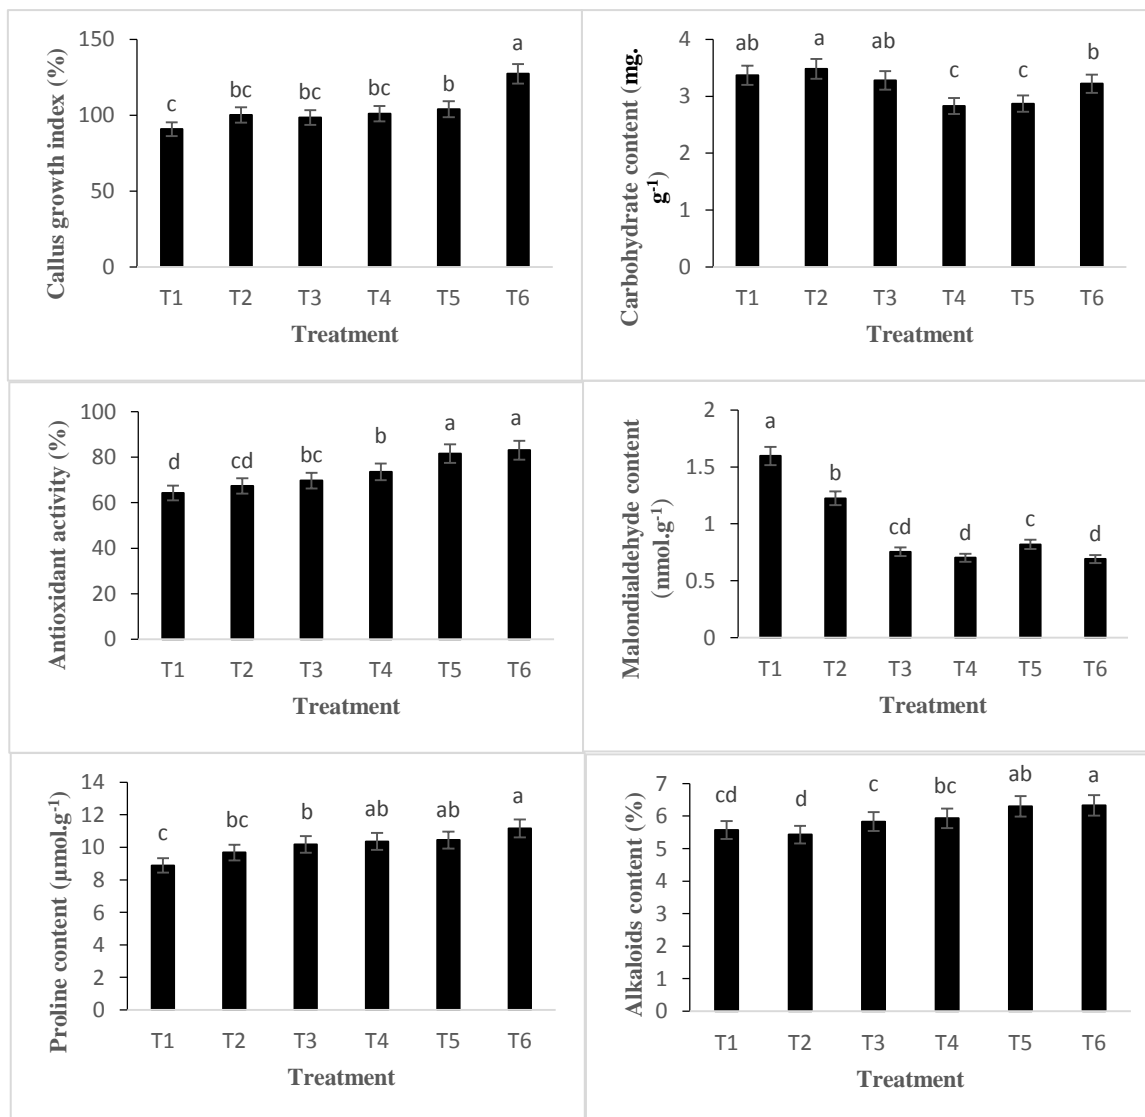 Callus growth index (%)
150
100
50
0
c
bc
bc
bc
b
a
T1 T2 T3 T4 T5 T6
Treatment
Carbohydrate content (mg.
g-1)
4
3
2
1
0
ab
a
ab
c
c
b
T1 T2 T3 T4 T5 T6
Treatment
Antioxidant activity (%)
100
80
60
40
20
0
d
cd
bc
b
a
a
T1 T2 T3 T4 T5 T6
Treatment
Malondialdehyde content
(nmol.g-1)
2
1.5
1
0.5
0
a
b
cd
d
c
d
T1 T2 T3 T4 T5 T6
Treatment
Proline content (µmol.g-1)
14
12
10
8
6
4
2
0
c
bc
b
ab
ab
a
T1 T2 T3 T4 T5 T6
Treatment
Alkaloids content (%)
7
6
5
4
3
2
1
0
cd
d
c
bc
ab
a
T1 T2 T3 T4 T5 T6
Treatment